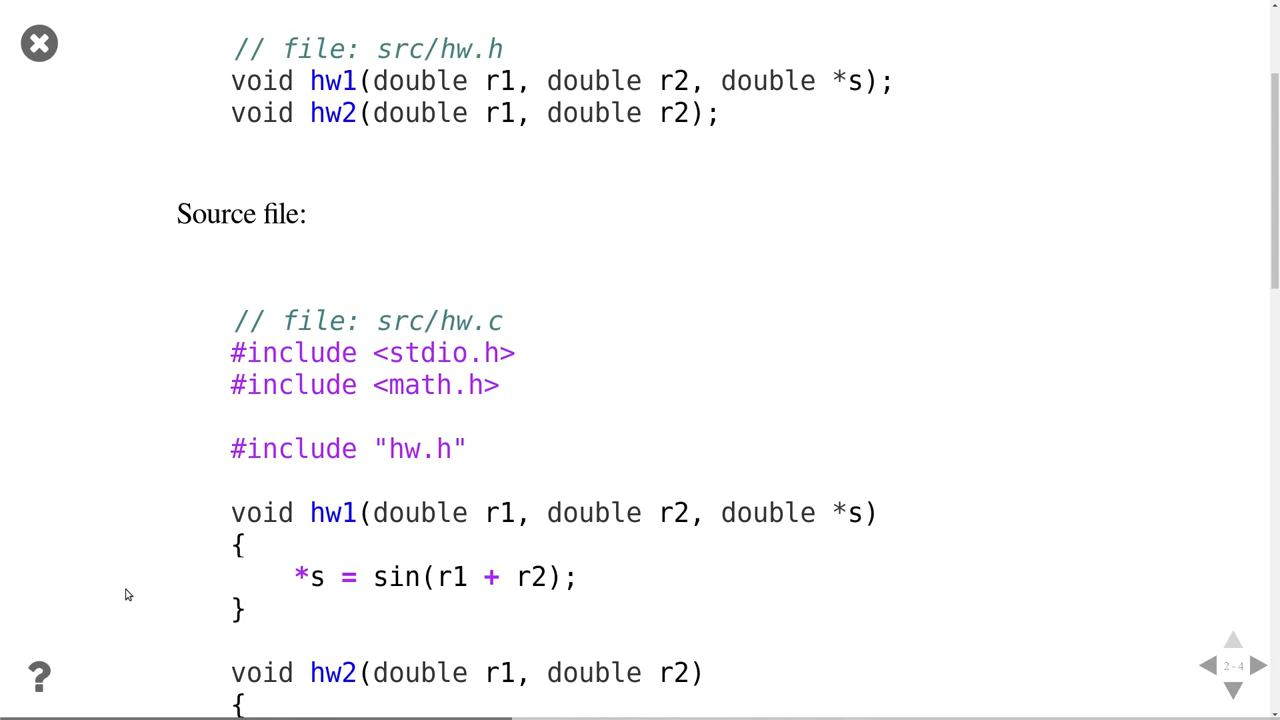 // file: src/hw.h
void hw1(double r1, double r2, double *s);
void hw2(double r1, double r2);
Source file:
// file: src/hw.c
#include <stdio.h>
#include <math.h>
#include "hw.h"
void hw1(double r1, double r2, double *s)
{
*s = sin(r1 + r2);
}
void hw2(double r1, double r2)
{
?
2 - 4